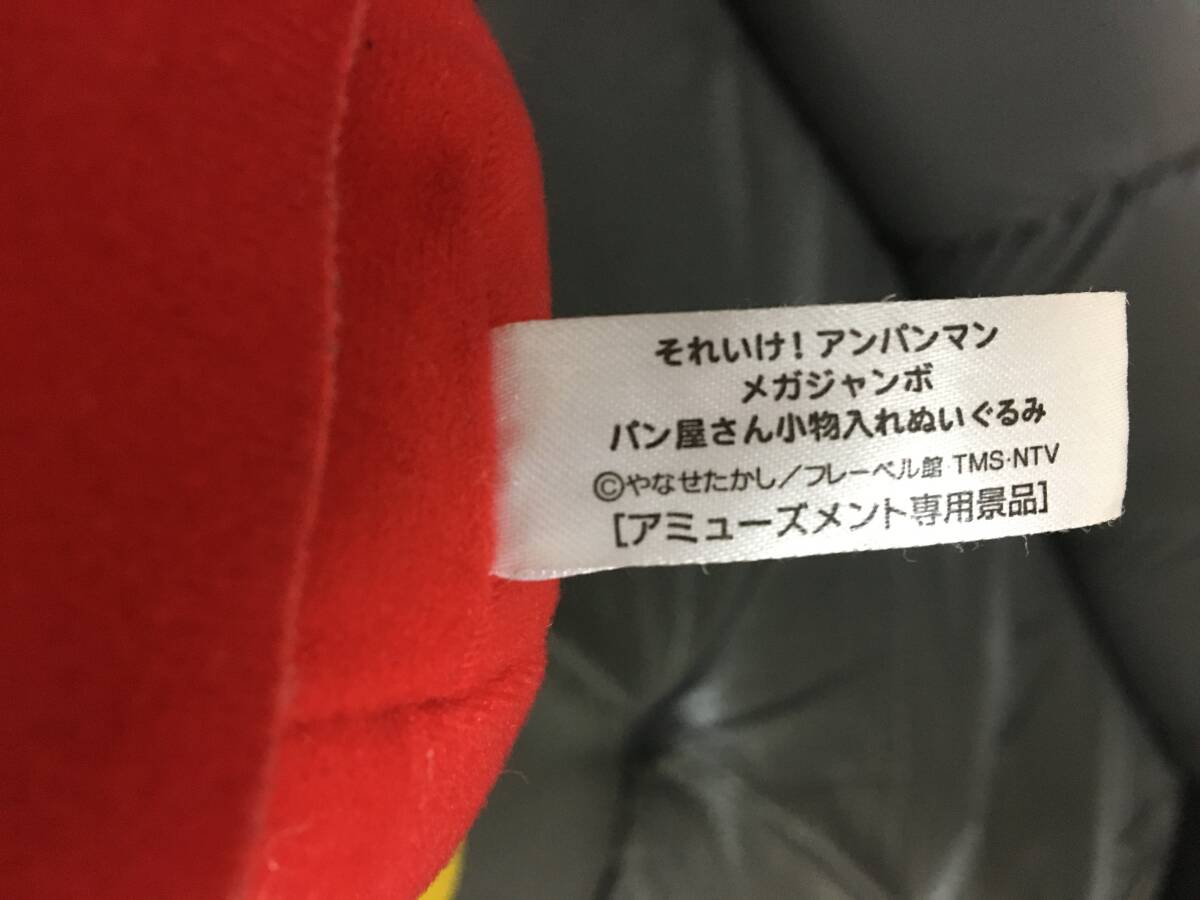 それいけ！アンパンマン
メガジャンボ
パン屋さん小物入れぬいぐるみ
©やなせたかし／フレーベル館・TMS・NTV
[アミューズメント専用景品]